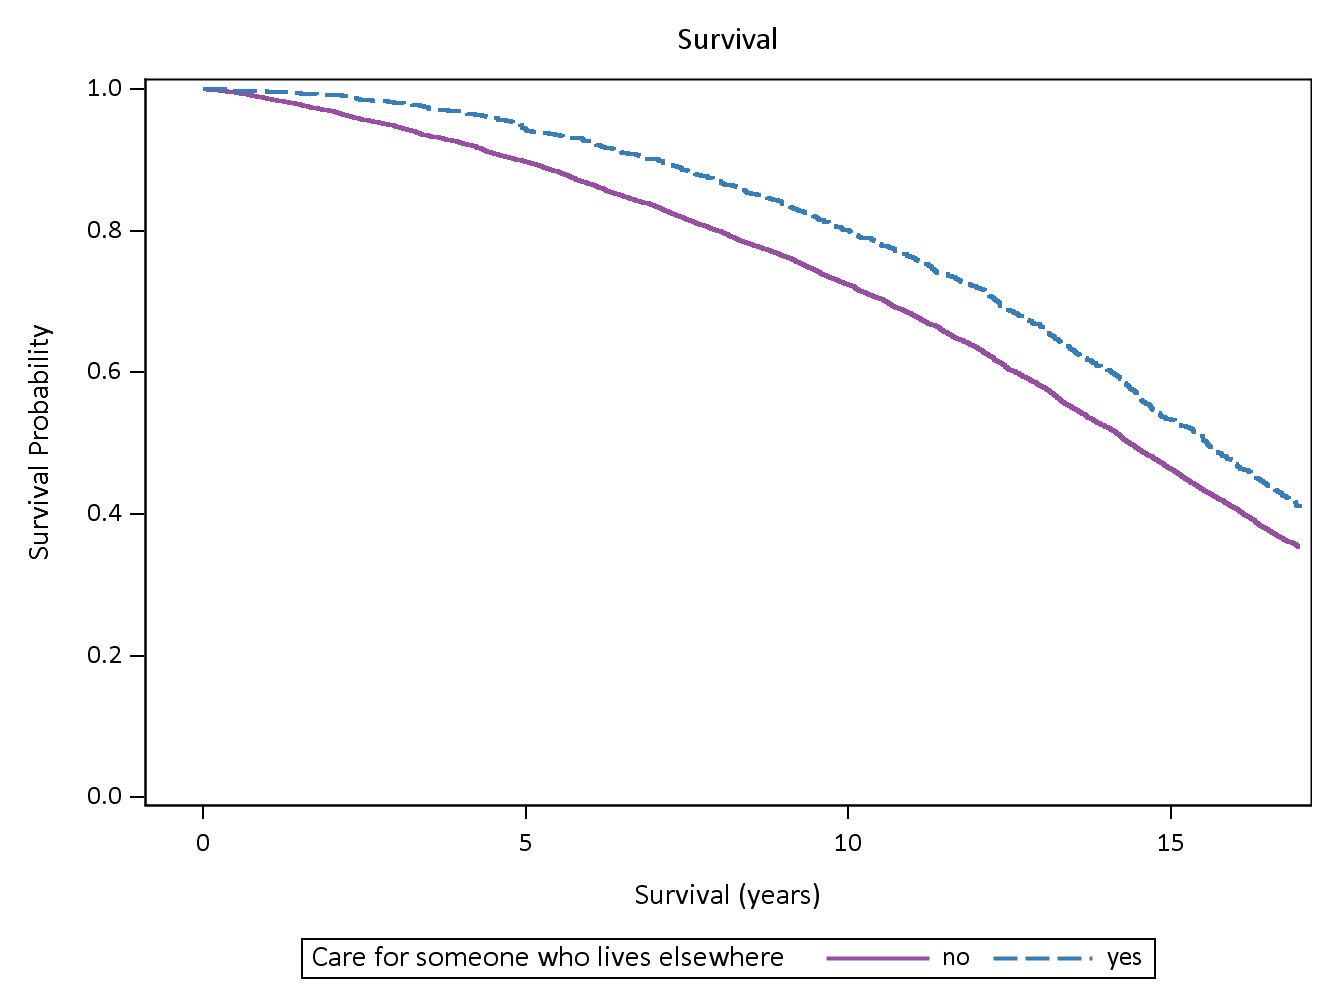 Survival
1.0
0.8
0.6
0.4
0.2
0.0
Survival Probability
0 5 10 15
Survival (years)
Care for someone who lives elsewhere no yes